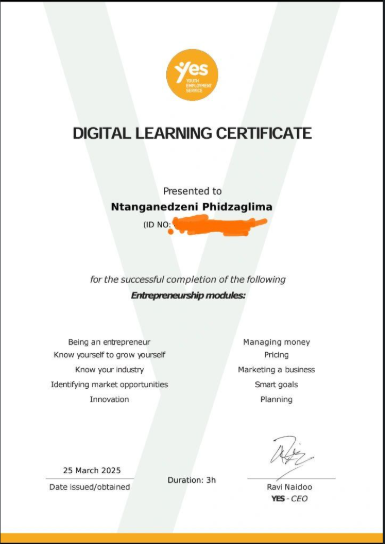 yes
YOUTH
EMPLOYMENT
SERVICE
DIGITAL LEARNING CERTIFICATE
Presented to
Ntanganedzeni Phidzaglima
(ID NO:
for the successful completion of the following
Entrepreneurship modules:
Being an entrepreneur
Know yourself to grow yourself
Know your industry
Identifying market opportunities
Innovation
Managing money
Pricing
Marketing a business
Smart goals
Planning
25 March 2025
Date issued/obtained
Duration: 3h
Ravi Naidoo
YES - CEO